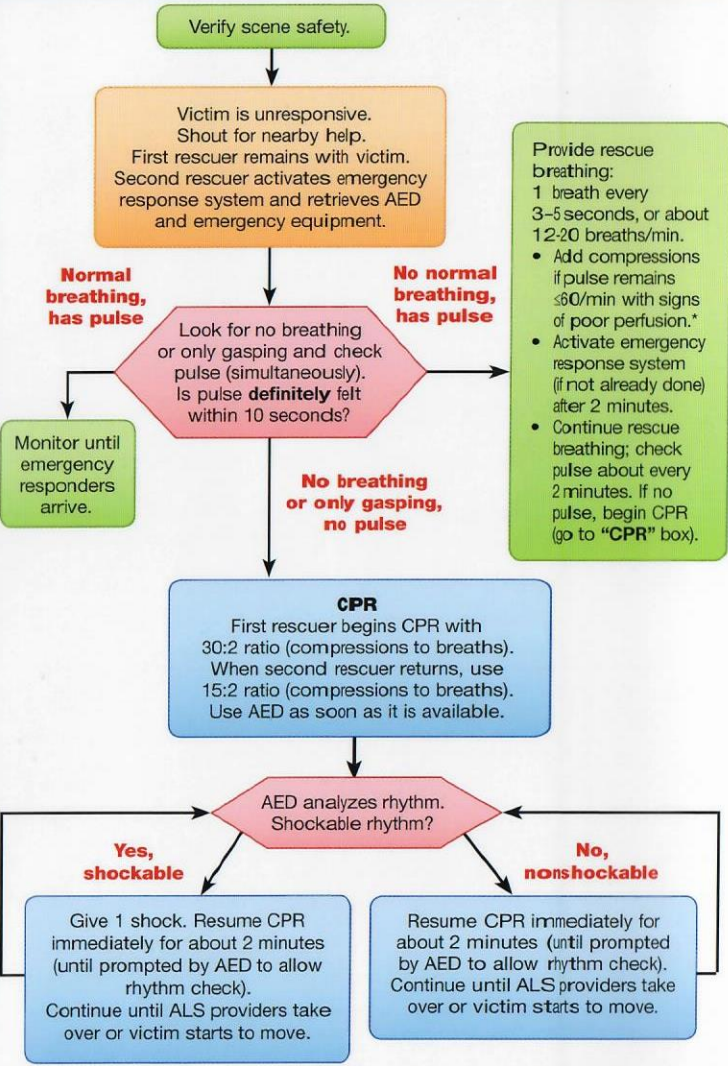 Verify scene safety.
Victim is unresponsive.
Shout for nearby help.
First rescuer remains with victim.
Second rescuer activates emergency
response system and retrieves AED
and emergency equipment.
Normal
breathing,
has pulse
No normal
breathing,
has pulse
Look for no breathing
or only gasping and check
pulse (simultaneously).
Is pulse definitely felt
within 10 seconds?
Monitor until
emergency
responders
arrive.
Provide rescue
breathing:
1 breath every
3–5 seconds, or about
12-20 breaths/min.
• Add compressions
if pulse remains
≤60/min with signs
of poor perfusion.*
• Activate emergency
response system
(if not already done)
after 2 minutes.
• Continue rescue
breathing; check
pulse about every
2 minutes. If no
pulse, begin CPR
(go to “CPR” box).
No breathing
or only gasping,
no pulse
CPR
First rescuer begins CPR with
30:2 ratio (compressions to breaths).
When second rescuer returns, use
15:2 ratio (compressions to breaths).
Use AED as soon as it is available.
AED analyzes rhythm.
Shockable rhythm?
Yes,
shockable
No,
nonshockable
Give 1 shock. Resume CPR
immediately for about 2 minutes
(until prompted by AED to allow
rhythm check).
Continue until ALS providers take
over or victim starts to move.
Resume CPR immediately for
about 2 minutes (until prompted
by AED to allow rhythm check).
Continue until ALS providers take
over or victim starts to move.